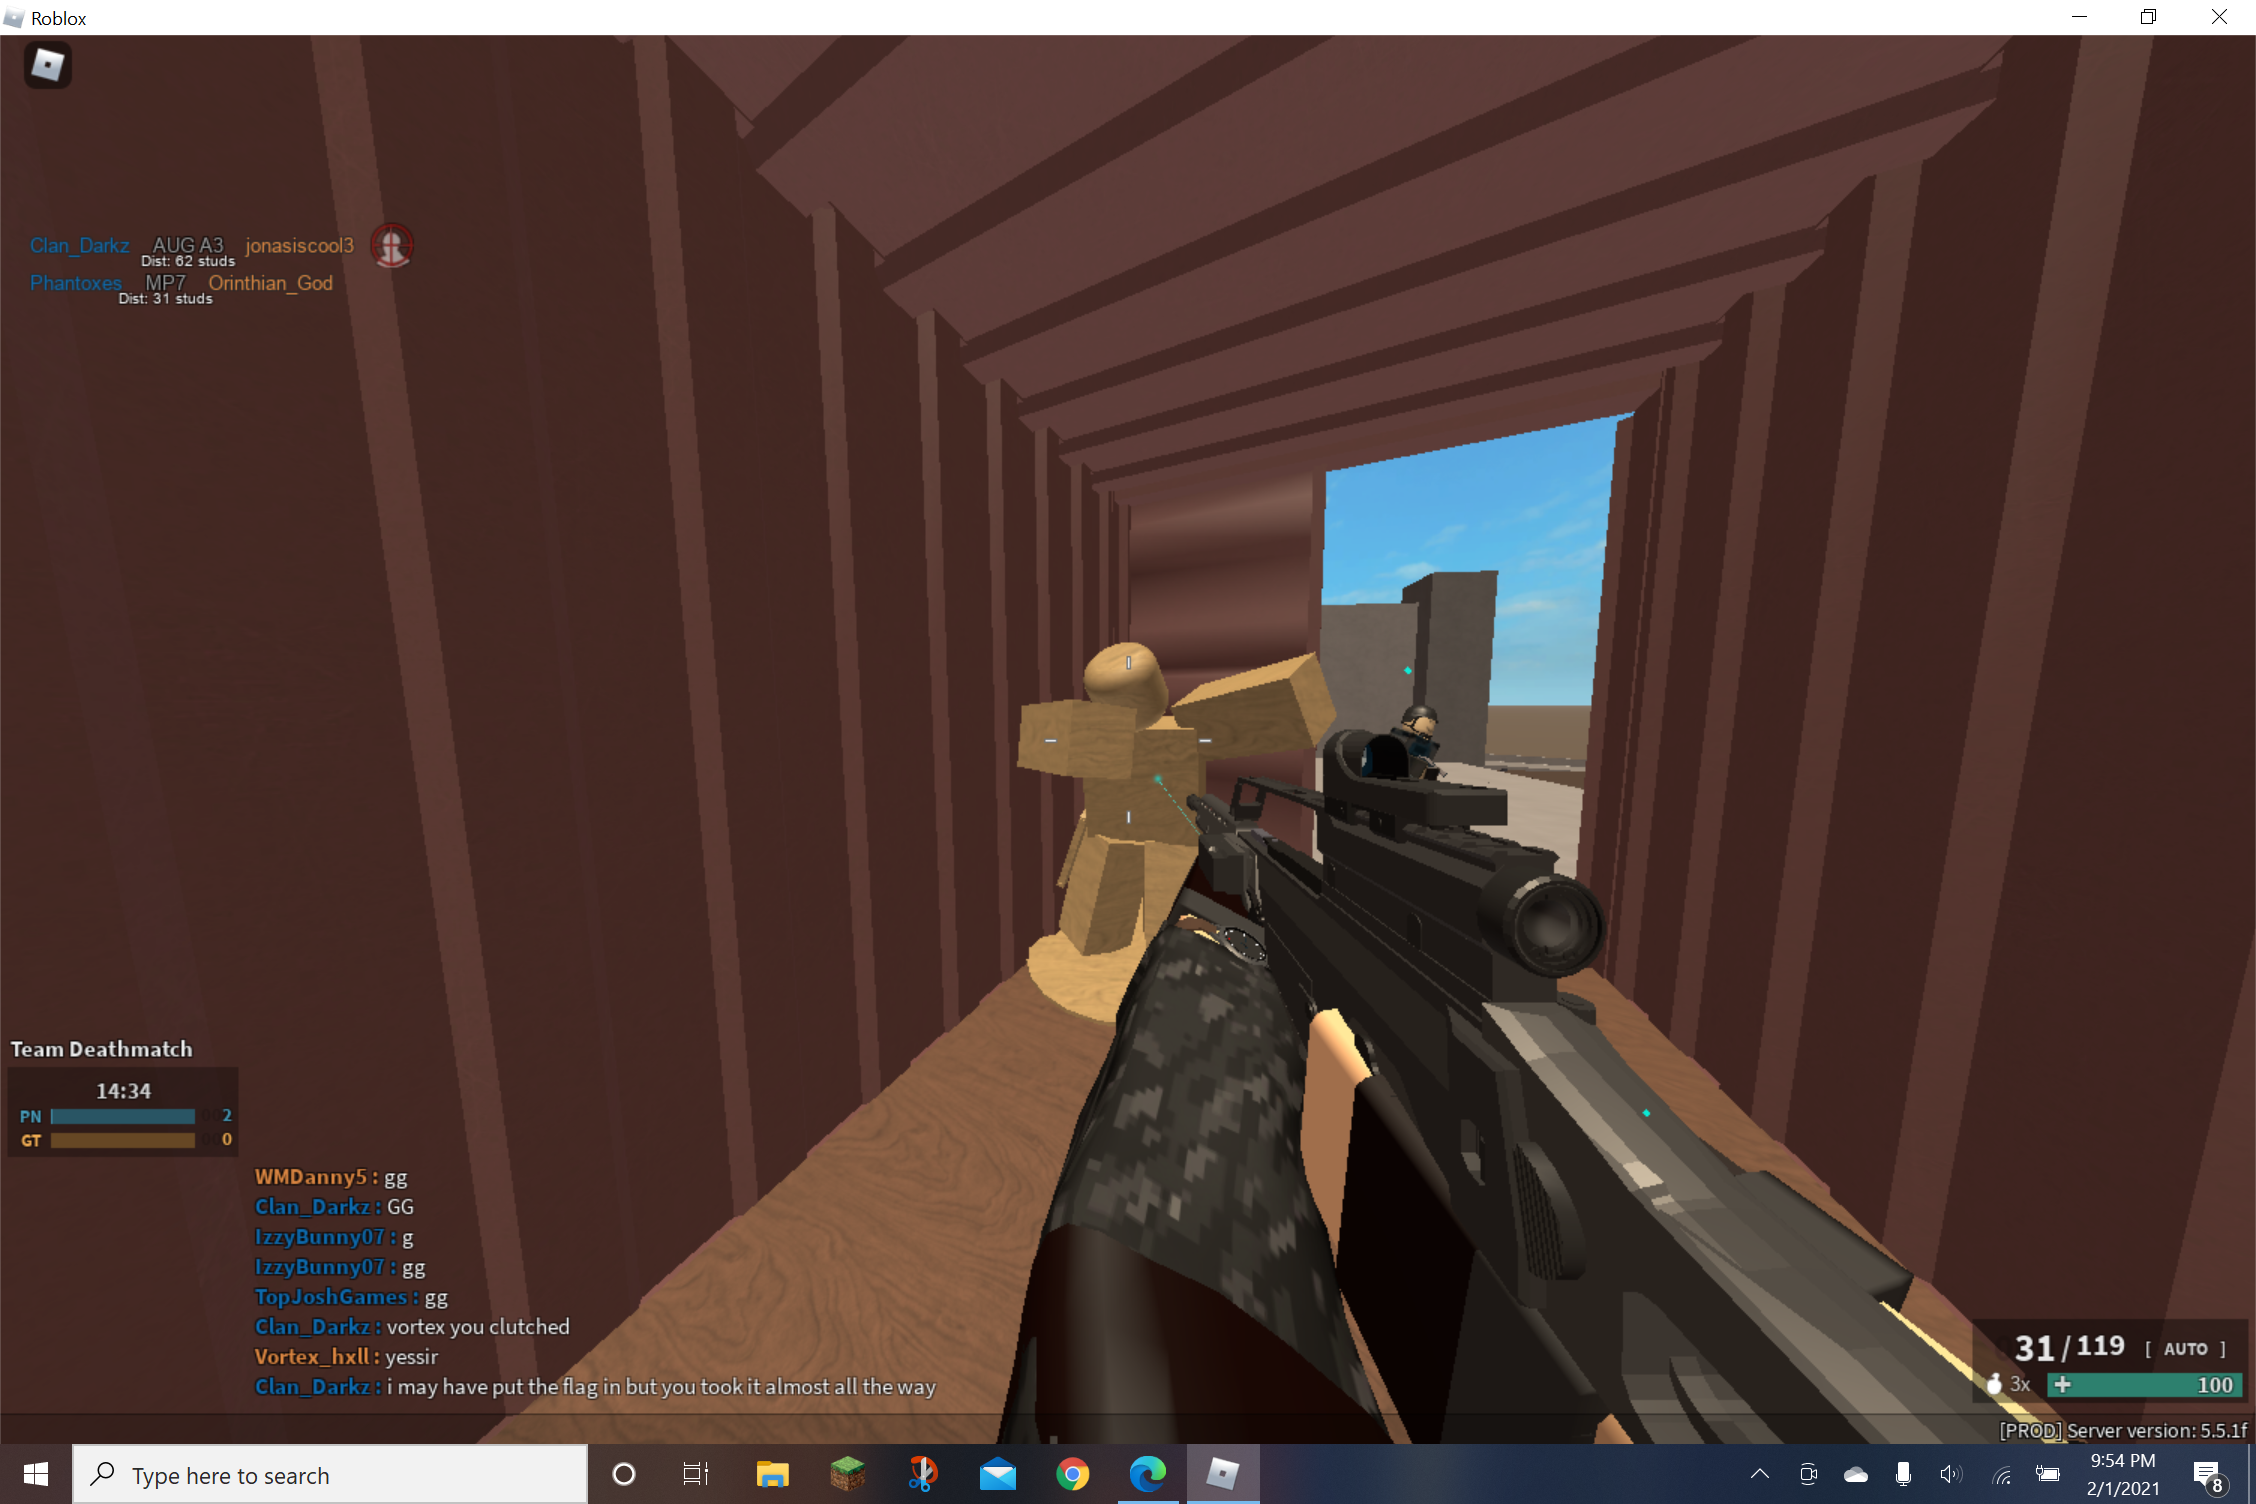 Roblox
Clan_Darkz AUG A3 jonasiscool3
Dist: 62 studs
Phantoxes MP7 Orinthian_God
Dist: 31 studs
Team Deathmatch
14:34
PN 2
GT 0
WMDanny5 : gg
Clan_Darkz : GG
IzzyBunny07 : g
IzzyBunny07 : gg
TopJoshGames : gg
Clan_Darkz : vortex you clutched
Vortex_hxll : yessir
Clan_Darkz : i may have put the flag in but you took it almost all the way
31 / 119 [ AUTO ]
3x + 100
[PROD] Server version: 5.5.1f
Type here to search
9:54 PM
2/1/2021
8